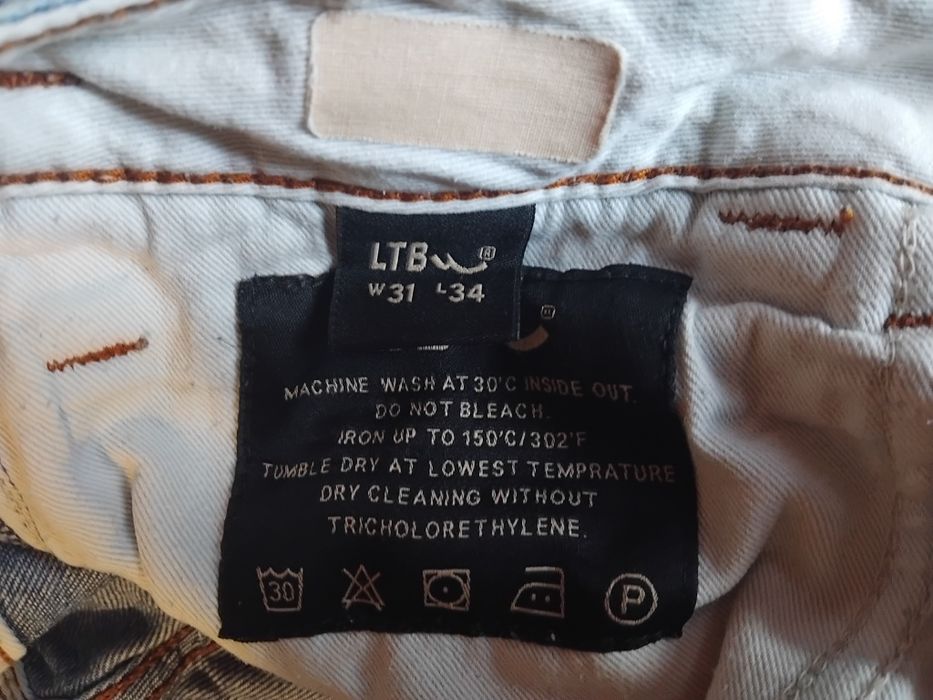 LTB ®
W31 L34
®
MACHINE WASH AT 30°C INSIDE OUT.
DO NOT BLEACH.
IRON UP TO 150°C/302°F
TUMBLE DRY AT LOWEST TEMPRATURE
DRY CLEANING WITHOUT
TRICHOLORETHYLENE.
30
P